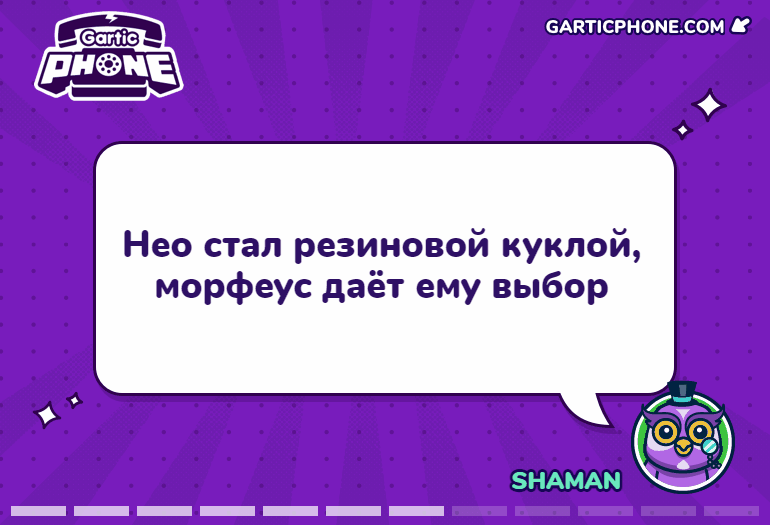 Gartic
PHONE
GARTICPHONE.COM
Нео стал резиновой куклой,
морфеус даёт ему выбор
SHAMAN